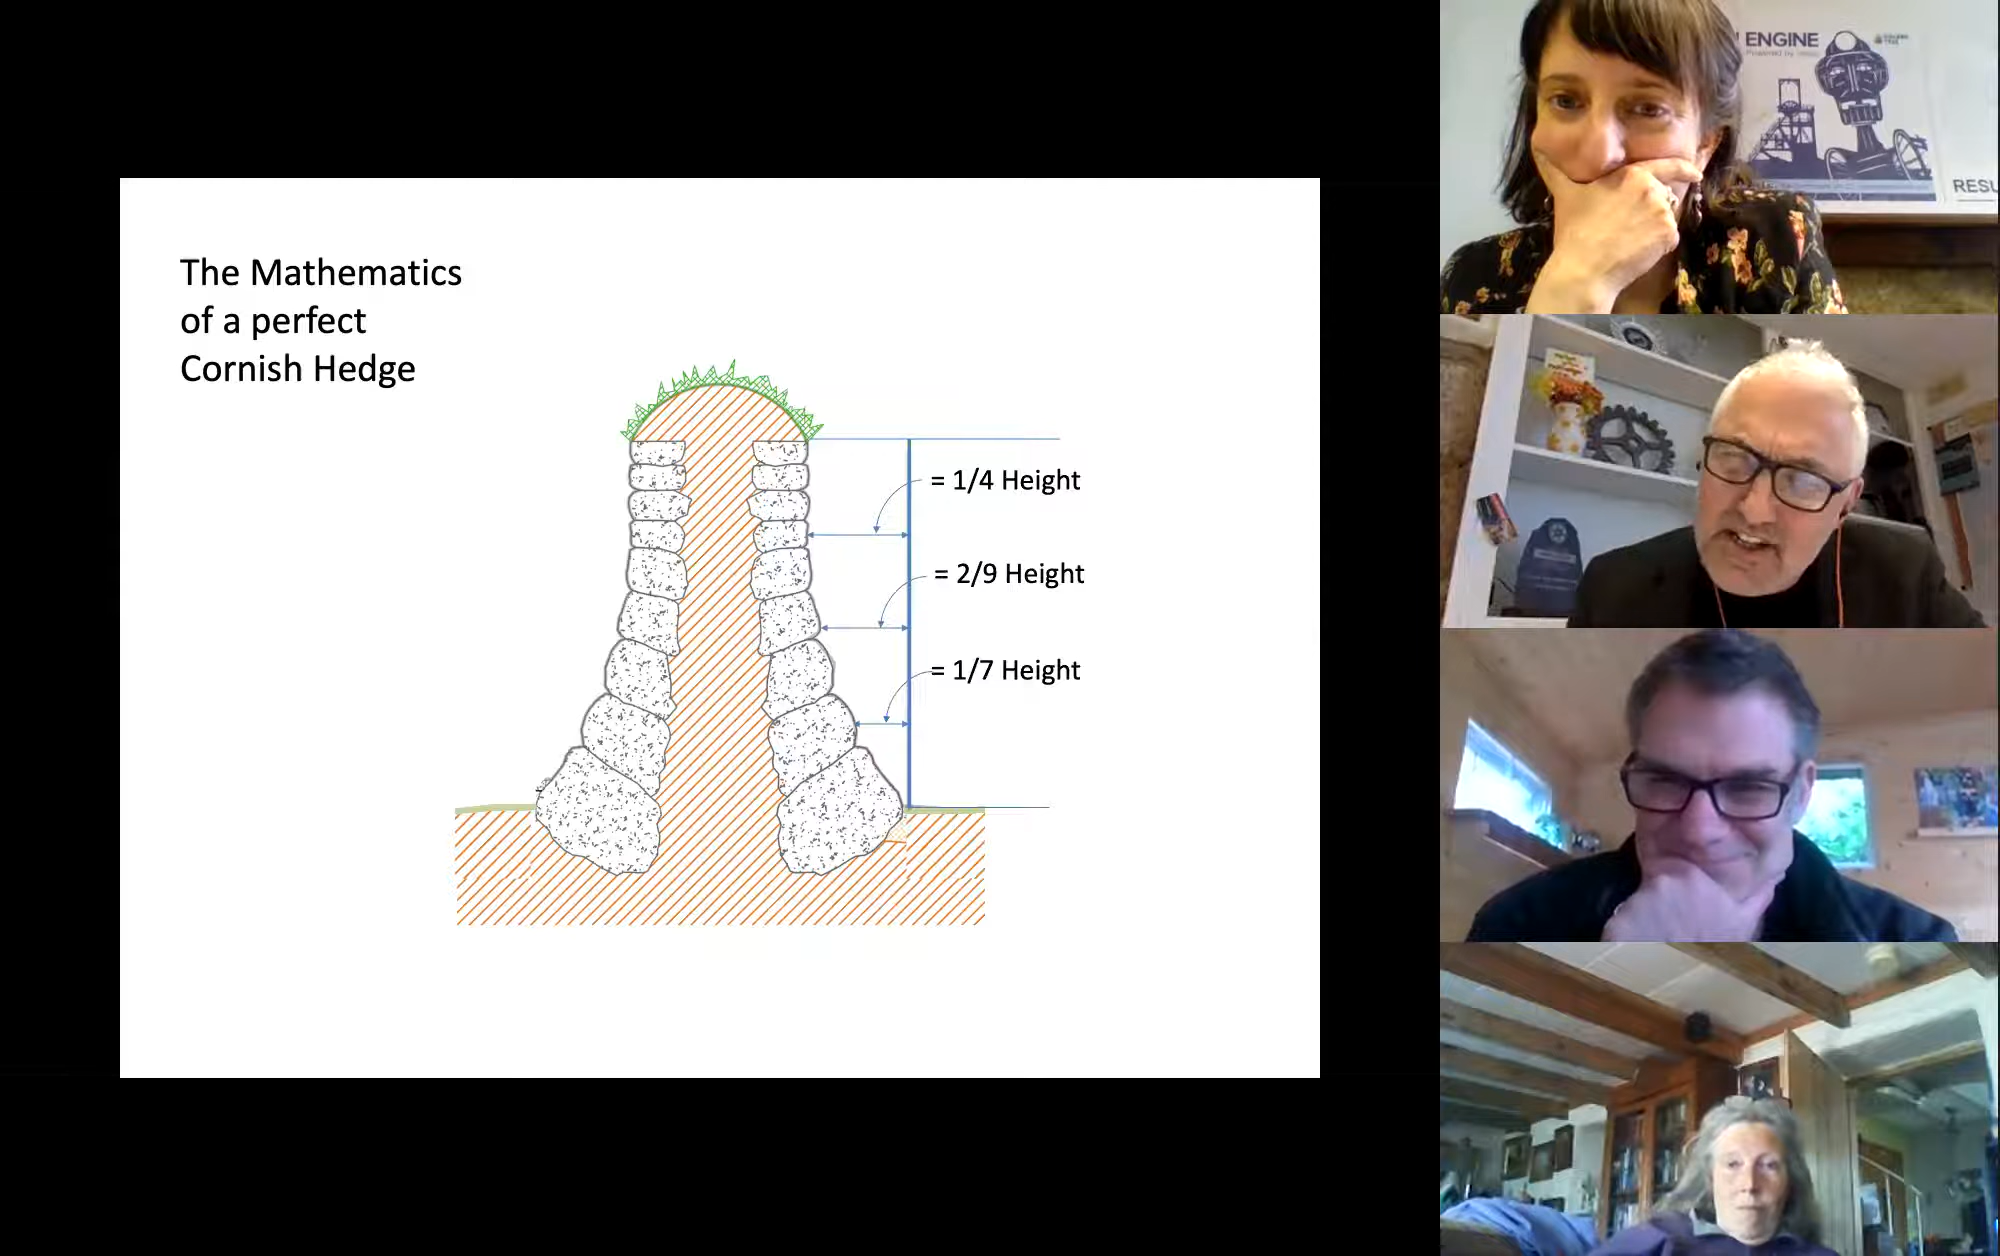 The Mathematics
of a perfect
Cornish Hedge
= 1/4 Height
= 2/9 Height
= 1/7 Height
ENGINE
RESU